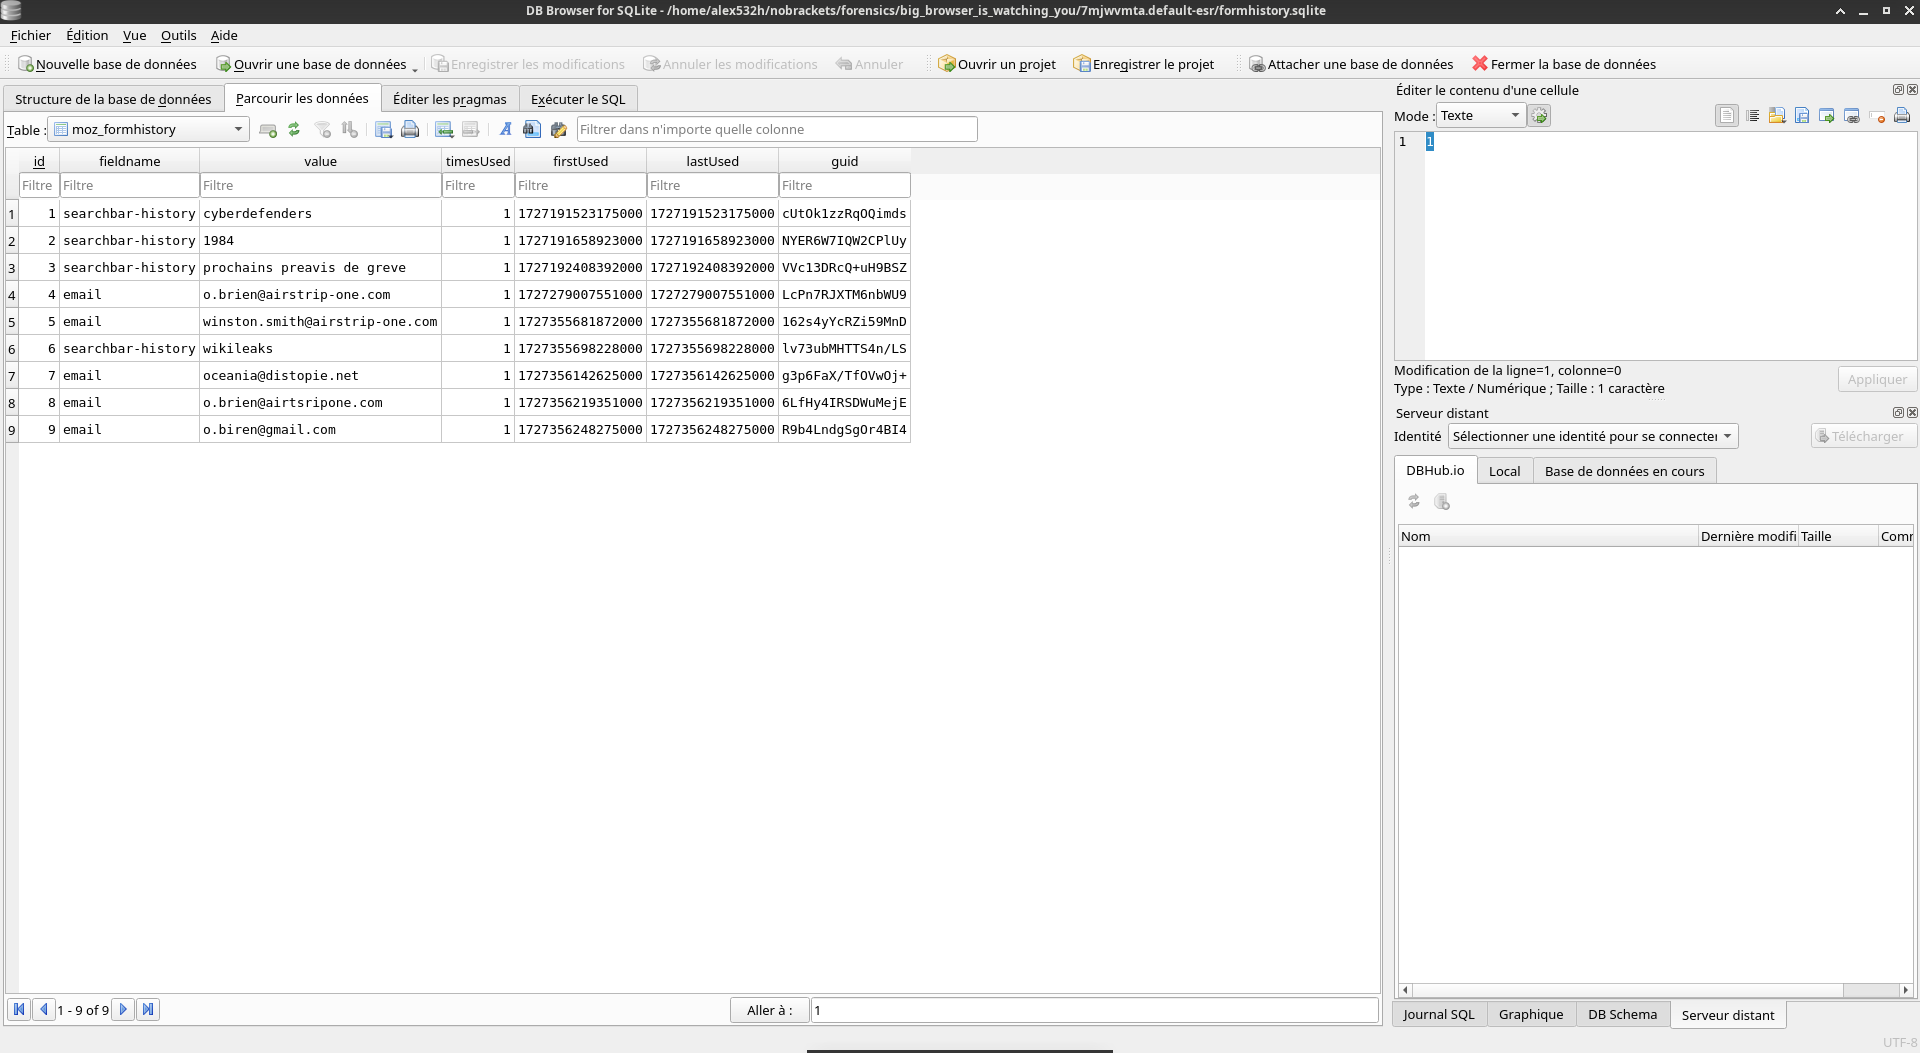 DB Browser for SQLite - /home/alex532h/nobrackets/forensics/big_browser_is_watching_you/7mjwvmta.default-esr/formhistory.sqlite
Fichier Édition Vue Outils Aide
Nouvelle base de données Ouvrir une base de données Enregistrer les modifications Annuler les modifications Annuler Ouvrir un projet Enregistrer le projet Attacher une base de données Fermer la base de données
Structure de la base de données Parcourir les données Éditer les pragmas Exécuter le SQL
Table : moz_formhistory Filtrer dans n'importe quelle colonne
id fieldname value timesUsed firstUsed lastUsed guid
Filtre Filtre Filtre Filtre Filtre Filtre Filtre
1 1 searchbar-history cyberdefenders 1 1727191523175000 1727191523175000 cUtOk1zzRqOQimds
2 2 searchbar-history 1984 1 1727191658923000 1727191658923000 NYER6W7IQW2CPlUy
3 3 searchbar-history prochains preavis de greve 1 1727192408392000 1727192408392000 VVc13DRcQ+uH9BSZ
4 4 email o.brien@airstrip-one.com 1 1727279007551000 1727279007551000 LcPn7RJXTM6nbWU9
5 5 email winston.smith@airstrip-one.com 1 1727355681872000 1727355681872000 162s4yYcRZi59MnD
6 6 searchbar-history wikileaks 1 1727355698228000 1727355698228000 lv73ubMHTTS4n/LS
7 7 email oceania@distopie.net 1 1727356142625000 1727356142625000 g3p6FaX/TfOVwOj+
8 8 email o.brien@airtsripone.com 1 1727356219351000 1727356219351000 6LfHy4IRSDWuMejE
9 9 email o.biren@gmail.com 1 1727356248275000 1727356248275000 R9b4LndgSgOr4BI4
1 - 9 of 9 Aller à : 1
Éditer le contenu d'une cellule
Mode : Texte
1 1
Modification de la ligne=1, colonne=0
Type : Texte / Numérique ; Taille : 1 caractère
Appliquer
Serveur distant
Identité Sélectionner une identité pour se connecter Télécharger
DBHub.io Local Base de données en cours
Nom Dernière modifi Taille Comm
Journal SQL Graphique DB Schema Serveur distant
UTF-8